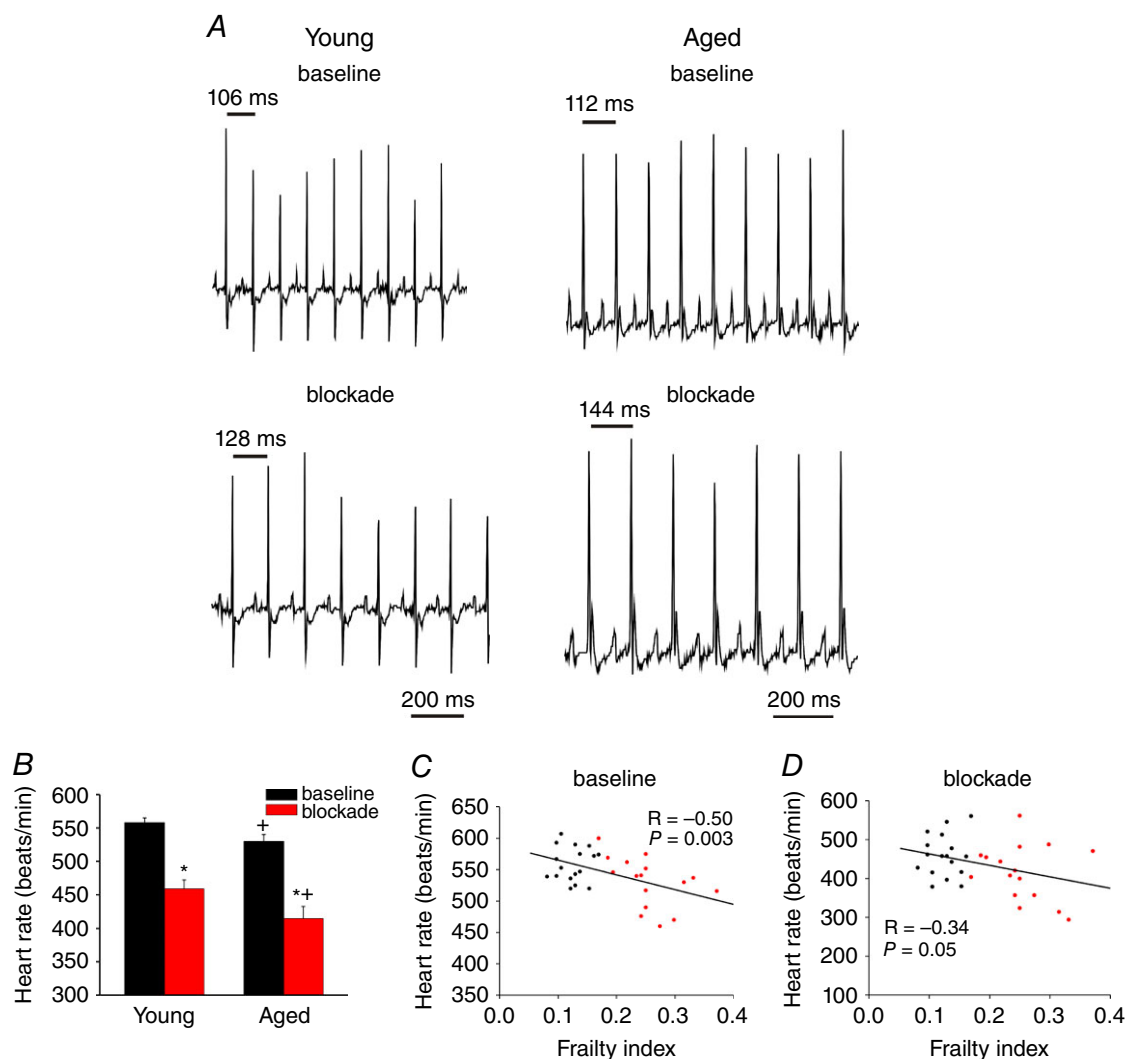 A
Young
Aged
baseline
baseline
106 ms
112 ms
blockade
blockade
128 ms
144 ms
200 ms
200 ms
B
Heart rate (beats/min)
600
550
500
450
400
350
300
baseline
blockade
+
*
*+
Young
Aged
C
baseline
Heart rate (beats/min)
650
600
550
500
450
400
350
R = –0.50
P = 0.003
0.0
0.1
0.2
0.3
0.4
Frailty index
D
blockade
Heart rate (beats/min)
600
500
400
300
200
100
R = –0.34
P = 0.05
0.0
0.1
0.2
0.3
0.4
Frailty index